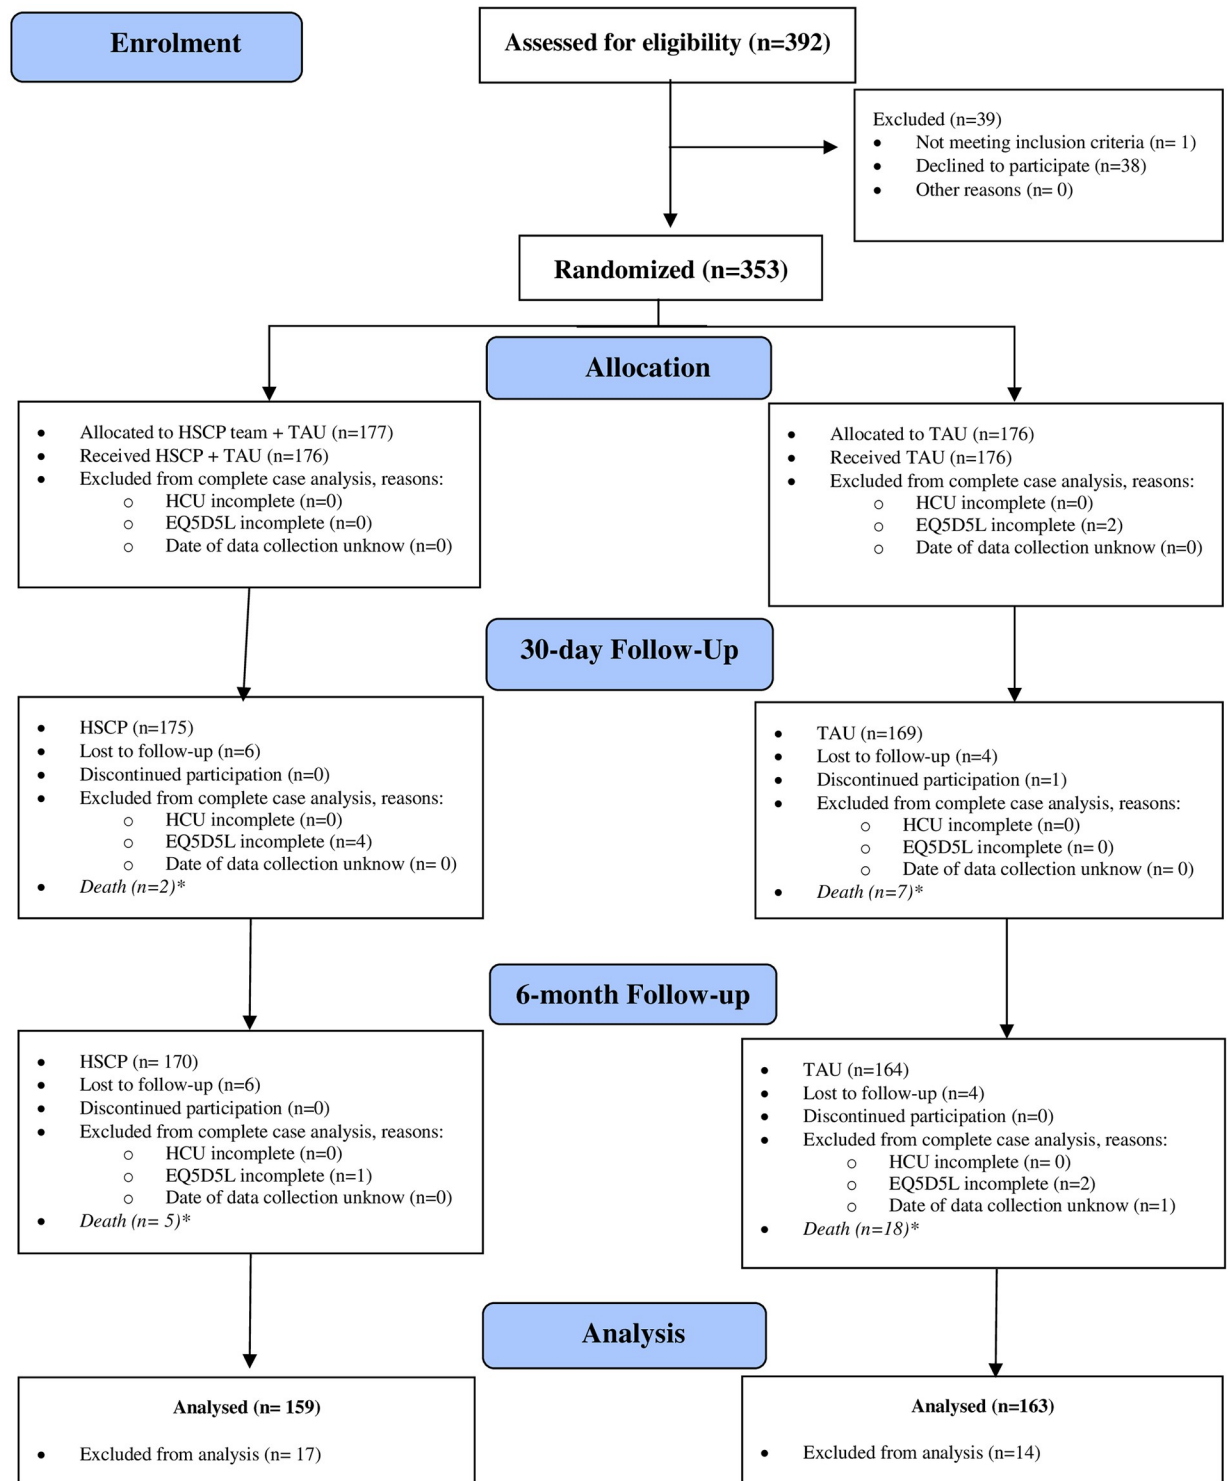 Enrolment
Assessed for eligibility (n=392)
Excluded (n=39)
• Not meeting inclusion criteria (n= 1)
• Declined to participate (n=38)
• Other reasons (n= 0)
Randomized (n=353)
Allocation
• Allocated to HSCP team + TAU (n=177)
• Received HSCP + TAU (n=176)
• Excluded from complete case analysis, reasons:
o HCU incomplete (n=0)
o EQ5D5L incomplete (n=0)
o Date of data collection unknow (n=0)
• Allocated to TAU (n=176)
• Received TAU (n=176)
• Excluded from complete case analysis, reasons:
o HCU incomplete (n=0)
o EQ5D5L incomplete (n=2)
o Date of data collection unknow (n=0)
30-day Follow-Up
• HSCP (n=175)
• Lost to follow-up (n=6)
• Discontinued participation (n=0)
• Excluded from complete case analysis, reasons:
o HCU incomplete (n=0)
o EQ5D5L incomplete (n=4)
o Date of data collection unknow (n= 0)
• Death (n=2)*
• TAU (n=169)
• Lost to follow-up (n=4)
• Discontinued participation (n=1)
• Excluded from complete case analysis, reasons:
o HCU incomplete (n=0)
o EQ5D5L incomplete (n= 0)
o Date of data collection unknow (n= 0)
• Death (n=7)*
6-month Follow-up
• HSCP (n= 170)
• Lost to follow-up (n=6)
• Discontinued participation (n=0)
• Excluded from complete case analysis, reasons:
o HCU incomplete (n=0)
o EQ5D5L incomplete (n=1)
o Date of data collection unknow (n=0)
• Death (n= 5)*
• TAU (n=164)
• Lost to follow-up (n=4)
• Discontinued participation (n=0)
• Excluded from complete case analysis, reasons:
o HCU incomplete (n= 0)
o EQ5D5L incomplete (n=2)
o Date of data collection unknow (n=1)
• Death (n=18)*
Analysis
Analysed (n= 159)
• Excluded from analysis (n= 17)
Analysed (n=163)
• Excluded from analysis (n=14)